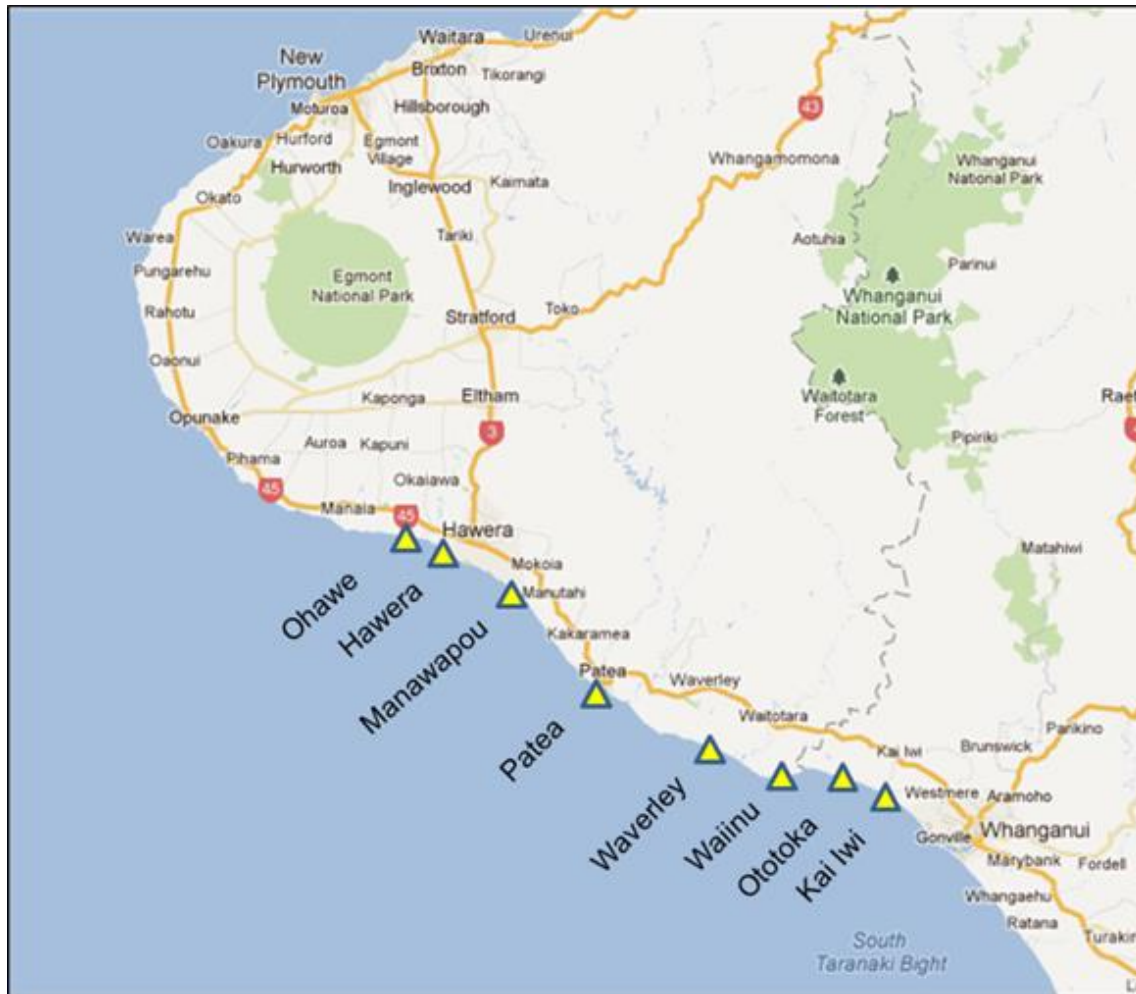 Waitara
Urenui
New
Plymouth
Brixton
Tikorangi
Moturoa
Hillsborough
43
Oakura
Hurford
Egmont
Village
Whangamomona
Whanganui
National Park
Hurworth
Inglewood
Kaimata
Okato
Warea
Tariki
Aotuhia
Pungarehu
Egmont
National Park
Parinui
Whanganui
National Park
Rahotu
Stratford
Toko
Oaonui
Kaponga
Eltham
Waitotara
Forest
Raet
Opunake
3
Auroa
Kapuni
Pipiriki
Pihama
Okaiawa
45
Manaia
45
Hawera
Matahiwi
Mokoia
Ohawe
Hawera
Manutahi
Manawapou
Kakaramea
Patea
Waverley
Patea
Waitotara
Parikino
Kai Iwi
Brunswick
Waverley
Waiinu
Ototoka
Kai Iwi
Westmere
Aramoho
Gonville
Whanganui
Marybank
Fordell
Whangaehu
Ratana
Turakin
South
Taranaki Bight